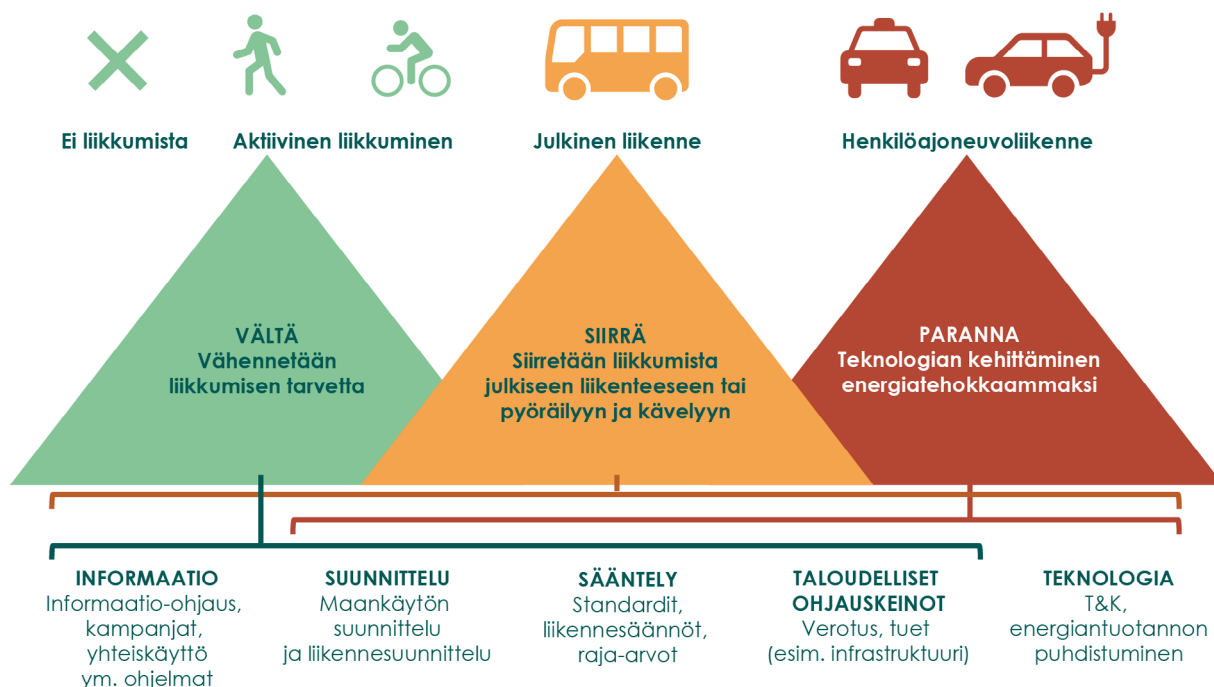 Ei liikkumista
Aktiivinen liikkuminen
Julkinen liikenne
Henkilöajoneuvoliikenne
VÄLTÄ
Vähennetään
liikkumisen tarvetta
SIIRRÄ
Siirretään liikkumista
julkiseen liikenteeseen tai
pyöräilyyn ja kävelyyn
PARANNA
Teknologian kehittäminen
energiatehokkaammaksi
INFORMAATIO
Informaatio-ohjaus,
kampanjat,
yhteiskäyttö
ym. ohjelmat
SUUNNITTELU
Maankäytön
suunnittelu
ja liikennesuunnittelu
SÄÄNTELY
Standardit,
liikennesäännöt,
raja-arvot
TALOUDELLISET
OHJAUSKEINOT
Verotus, tuet
(esim. infrastruktuuri)
TEKNOLOGIA
T&K,
energiantuotannon
puhdistuminen